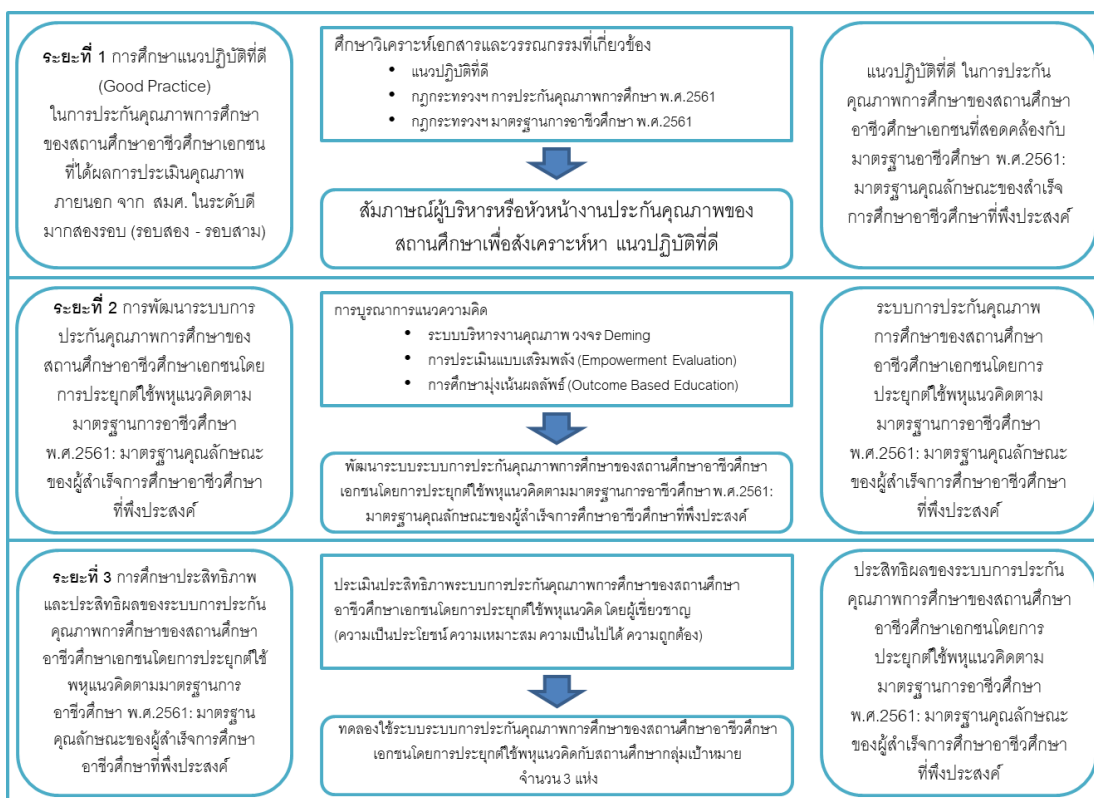 ระยะที่ 1 การศึกษาแนวปฏิบัติที่ดี
(Good Practice)
ในการประกันคุณภาพการศึกษา
ของสถานศึกษาอาชีวศึกษาเอกชน
ที่ได้ผลการประเมินคุณภาพ
ภายนอก จาก สมศ. ในระดับดี
มากสองรอบ (รอบสอง - รอบสาม)
ศึกษาวิเคราะห์เอกสารและวรรณกรรมที่เกี่ยวข้อง
• แนวปฏิบัติที่ดี
• กฎกระทรวงฯ การประกันคุณภาพการศึกษา พ.ศ.2561
• กฎกระทรวงฯ มาตรฐานการอาชีวศึกษา พ.ศ.2561
สัมภาษณ์ผู้บริหารหรือหัวหน้างานประกันคุณภาพของ
สถานศึกษาเพื่อสังเคราะห์หา แนวปฏิบัติที่ดี
แนวปฏิบัติที่ดี ในการประกัน
คุณภาพการศึกษาของสถานศึกษา
อาชีวศึกษาเอกชนที่สอดคล้องกับ
มาตรฐานอาชีวศึกษา พ.ศ.2561:
มาตรฐานคุณลักษณะของสำเร็จ
การศึกษาอาชีวศึกษาที่พึงประสงค์
ระยะที่ 2 การพัฒนาระบบการ
ประกันคุณภาพการศึกษาของ
สถานศึกษาอาชีวศึกษาเอกชนโดย
การประยุกต์ใช้พหุแนวคิดตาม
มาตรฐานการอาชีวศึกษา
พ.ศ.2561: มาตรฐานคุณลักษณะ
ของผู้สำเร็จการศึกษาอาชีวศึกษา
ที่พึงประสงค์
การบูรณาการแนวความคิด
• ระบบบริหารงานคุณภาพ วงจร Deming
• การประเมินแบบเสริมพลัง (Empowerment Evaluation)
• การศึกษามุ่งเน้นผลลัพธ์ (Outcome Based Education)
พัฒนาระบบระบบการประกันคุณภาพการศึกษาของสถานศึกษาอาชีวศึกษา
เอกชนโดยการประยุกต์ใช้พหุแนวคิดตามมาตรฐานการอาชีวศึกษา พ.ศ.2561:
มาตรฐานคุณลักษณะของผู้สำเร็จการศึกษาอาชีวศึกษาที่พึงประสงค์
ระบบการประกันคุณภาพ
การศึกษาของสถานศึกษา
อาชีวศึกษาเอกชนโดยการ
ประยุกต์ใช้พหุแนวคิดตาม
มาตรฐานการอาชีวศึกษา
พ.ศ.2561: มาตรฐานคุณลักษณะ
ของผู้สำเร็จการศึกษาอาชีวศึกษา
ที่พึงประสงค์
ระยะที่ 3 การศึกษาประสิทธิภาพ
และประสิทธิผลของระบบการประกัน
คุณภาพการศึกษาของสถานศึกษา
อาชีวศึกษาเอกชนโดยการประยุกต์ใช้
พหุแนวคิดตามมาตรฐานการ
อาชีวศึกษา พ.ศ.2561: มาตรฐาน
คุณลักษณะของผู้สำเร็จการศึกษา
อาชีวศึกษาที่พึงประสงค์
ประเมินประสิทธิภาพระบบการประกันคุณภาพการศึกษาของสถานศึกษา
อาชีวศึกษาเอกชนโดยการประยุกต์ใช้พหุแนวคิด โดยผู้เชี่ยวชาญ
(ความเป็นประโยชน์ ความเหมาะสม ความเป็นไปได้ ความถูกต้อง)
ทดลองใช้ระบบระบบการประกันคุณภาพการศึกษาของสถานศึกษาอาชีวศึกษา
เอกชนโดยการประยุกต์ใช้พหุแนวคิดกับสถานศึกษากลุ่มเป้าหมาย
จำนวน 3 แห่ง
ประสิทธิผลของระบบการประกัน
คุณภาพการศึกษาของสถานศึกษา
อาชีวศึกษาเอกชนโดยการ
ประยุกต์ใช้พหุแนวคิดตาม
มาตรฐานการอาชีวศึกษา
พ.ศ.2561: มาตรฐานคุณลักษณะ
ของผู้สำเร็จการศึกษาอาชีวศึกษา
ที่พึงประสงค์